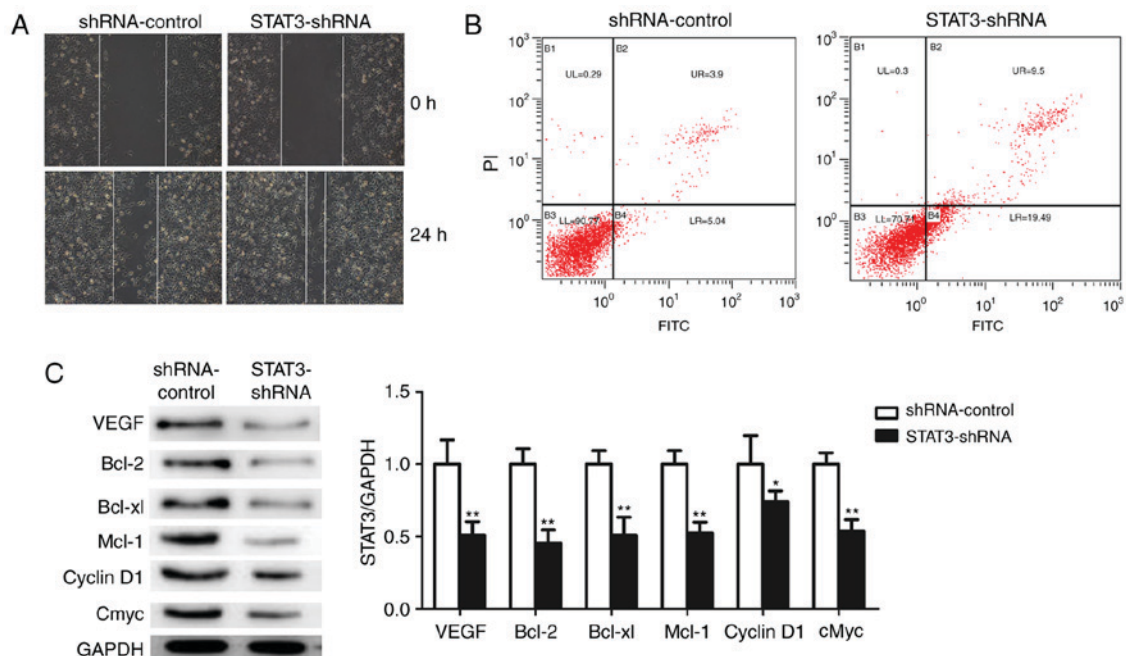 A
shRNA-control
STAT3-shRNA
0 h
24 h
B
shRNA-control
STAT3-shRNA
10³
10²
10¹
10⁰
PI
B1
B2
UL=0.29
UR=3.9
B3
B4
LR=5.04
10⁰
10¹
10²
10³
FITC
10³
10²
10¹
10⁰
B1
B2
UL=0.3
UR=9.5
B3
B4
LR=19.49
10⁰
10¹
10²
10³
FITC
C
shRNA-
control
STAT3-
shRNA
VEGF
Bcl-2
Bcl-xl
Mcl-1
Cyclin D1
Cmyc
GAPDH
STAT3/GAPDH
1.5
1.0
0.5
0.0
shRNA-control
STAT3-shRNA
**
**
**
**
*
**
VEGF
Bcl-2
Bcl-xl
Mcl-1
Cyclin D1
cMyc